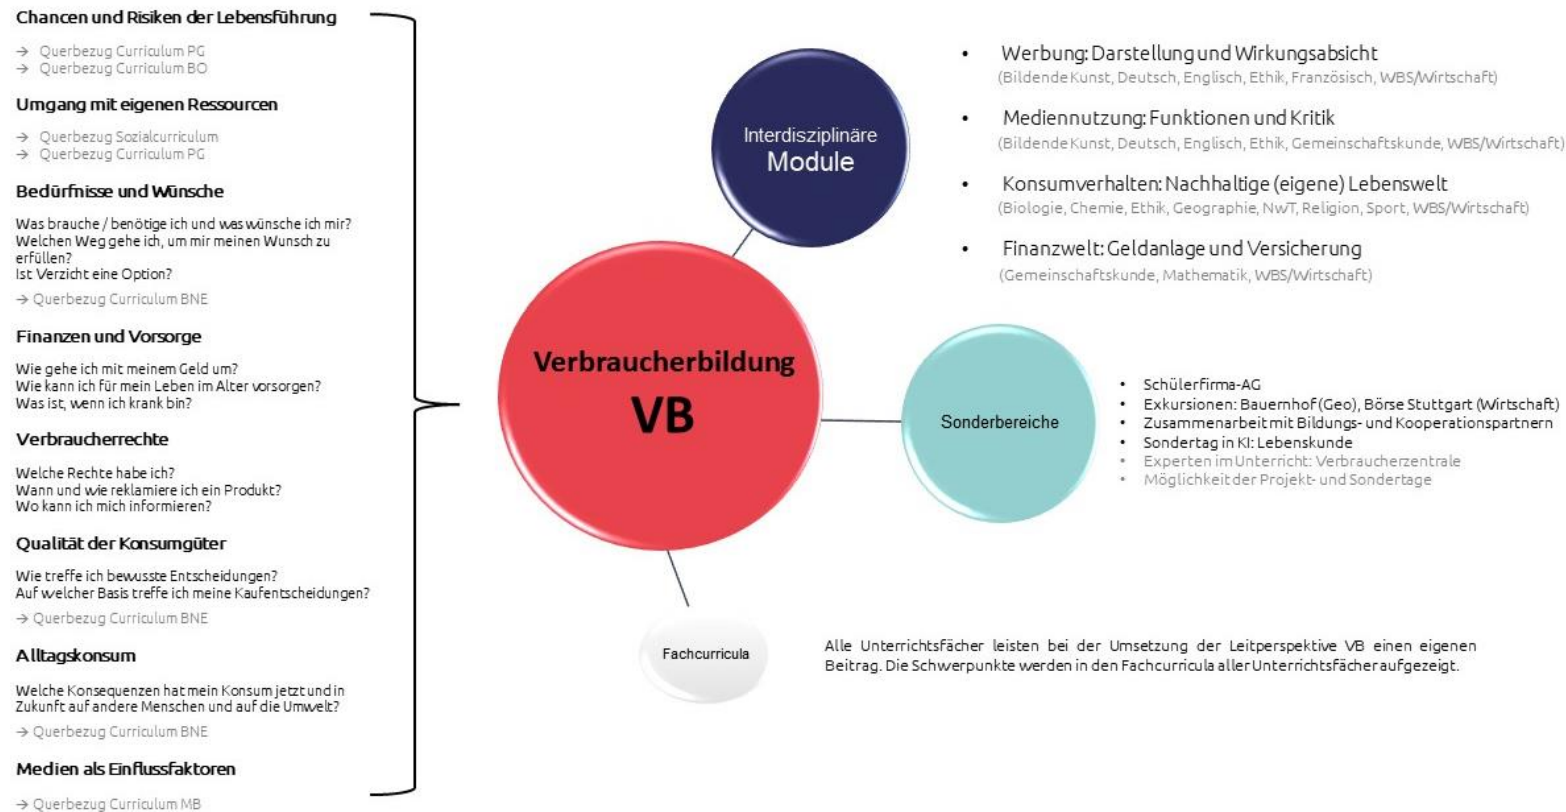 Chancen und Risiken der Lebensführung
→ Querbezug Curriculum PG
→ Querbezug Curriculum BO
Umgang mit eigenen Ressourcen
→ Querbezug Sozialcurriculum
→ Querbezug Curriculum PG
Bedürfnisse und Wünsche
Was brauche / benötige ich und was wünsche ich mir?
Welchen Weg gehe ich, um mir meinen Wunsch zu
erfüllen?
Ist Verzicht eine Option?
→ Querbezug Curriculum BNE
Finanzen und Vorsorge
Wie gehe ich mit meinem Geld um?
Wie kann ich für mein Leben im Alter vorsorgen?
Was ist, wenn ich krank bin?
Verbraucherrechte
Welche Rechte habe ich?
Wann und wie reklamiere ich ein Produkt?
Wo kann ich mich informieren?
Qualität der Konsumgüter
Wie treffe ich bewusste Entscheidungen?
Auf welcher Basis treffe ich meine Kaufentscheidungen?
→ Querbezug Curriculum BNE
Alltagskonsum
Welche Konsequenzen hat mein Konsum jetzt und in
Zukunft auf andere Menschen und auf die Umwelt?
→ Querbezug Curriculum BNE
Medien als Einflussfaktoren
→ Querbezug Curriculum MB
Verbraucherbildung
VB
Interdisziplinäre
Module
• Werbung: Darstellung und Wirkungsabsicht
(Bildende Kunst, Deutsch, Englisch, Ethik, Französisch, WBS/Wirtschaft)
• Mediennutzung: Funktionen und Kritik
(Bildende Kunst, Deutsch, Englisch, Ethik, Gemeinschaftskunde, WBS/Wirtschaft)
• Konsumverhalten: Nachhaltige (eigene) Lebenswelt
(Biologie, Chemie, Ethik, Geographie, NwT, Religion, Sport, WBS/Wirtschaft)
• Finanzwelt: Geldanlage und Versicherung
(Gemeinschaftskunde, Mathematik, WBS/Wirtschaft)
Sonderbereiche
• Schülerfirma-AG
• Exkursionen: Bauernhof (Geo), Börse Stuttgart (Wirtschaft)
• Zusammenarbeit mit Bildungs- und Kooperationspartnern
• Sondertag in Kl: Lebenskunde
• Experten im Unterricht: Verbraucherzentrale
• Möglichkeit der Projekt- und Sondertage
Fachcurricula
Alle Unterrichtsfächer leisten bei der Umsetzung der Leitperspektive VB einen eigenen
Beitrag. Die Schwerpunkte werden in den Fachcurricula aller Unterrichtsfächer aufgezeigt.